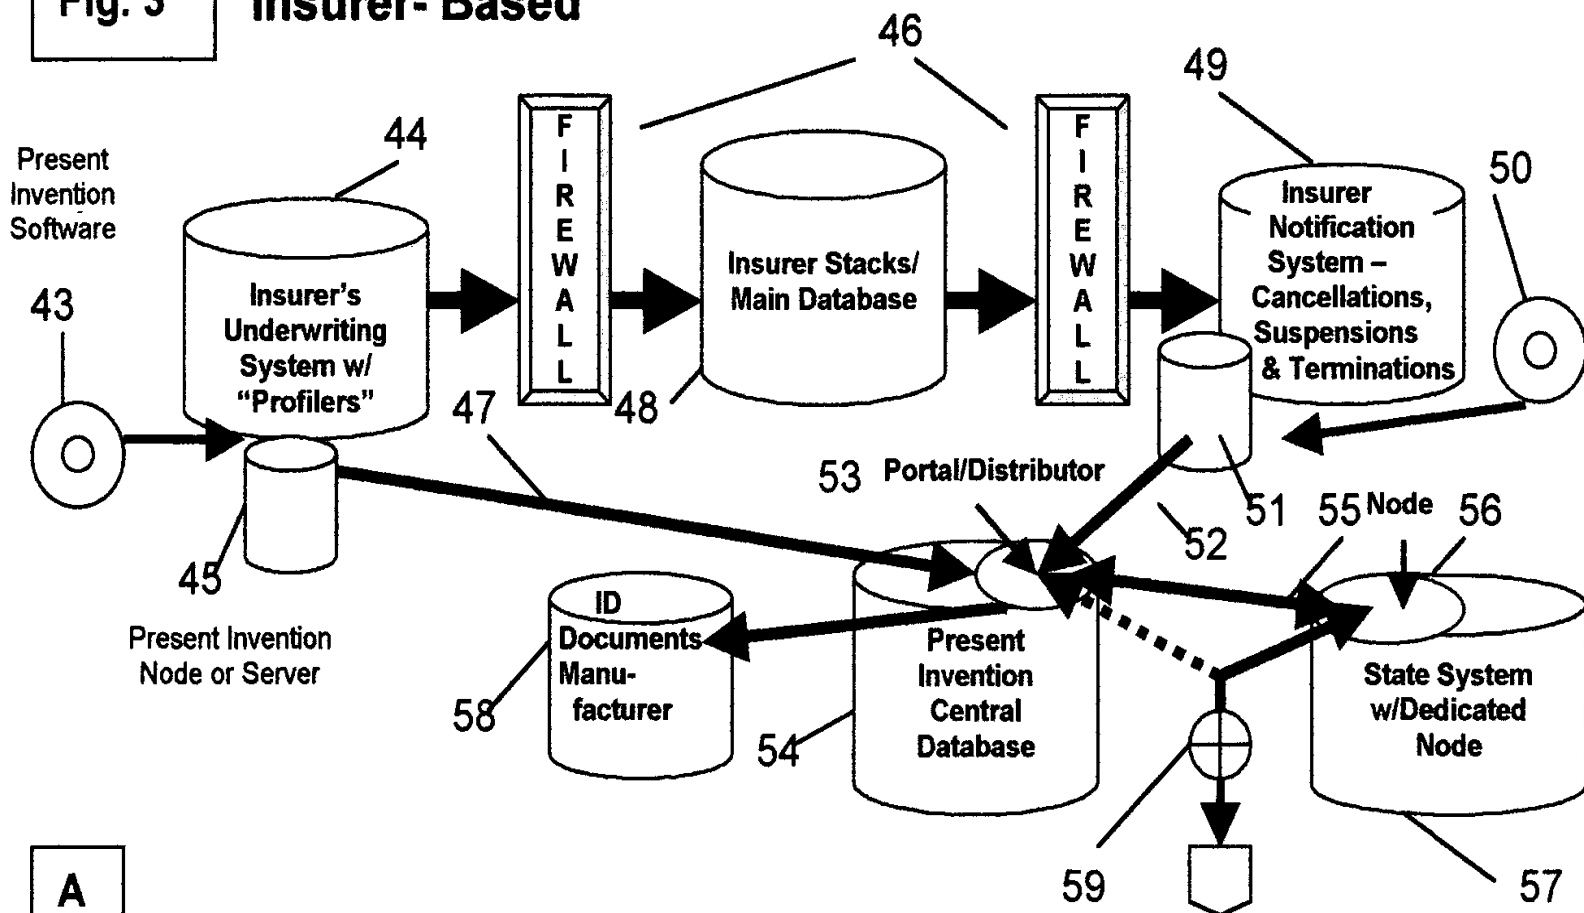 Fig. 3
Insurer- Based
46
49
44
50
Present
Invention
Software
43
Insurer's
Underwriting
System w/
“Profilers”
F
I
R
E
W
A
L
L
Insurer Stacks/
Main Database
F
I
R
E
W
A
L
L
Insurer
Notification
System –
Cancellations,
Suspensions
& Terminations
47
48
53
Portal/Distributor
51
52
55
Node
56
45
Present Invention
Node or Server
ID
Documents
Manu-
facturer
58
Present
Invention
Central
Database
54
State System
w/Dedicated
Node
59
57
A